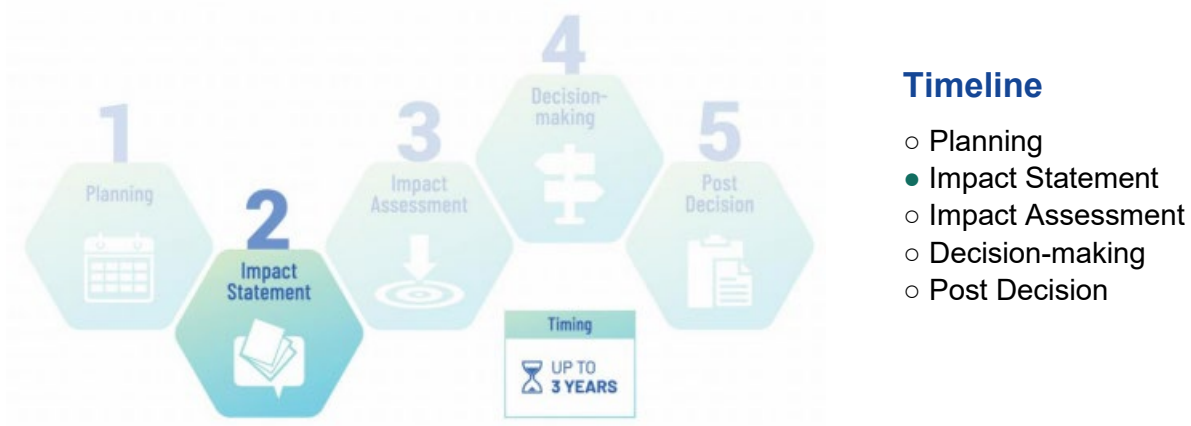 1
Planning
2
Impact
Statement
3
Impact
Assessment
4
Decision-
making
5
Post
Decision
Timing
UP TO
3 YEARS
Timeline
○ Planning
● Impact Statement
○ Impact Assessment
○ Decision-making
○ Post Decision